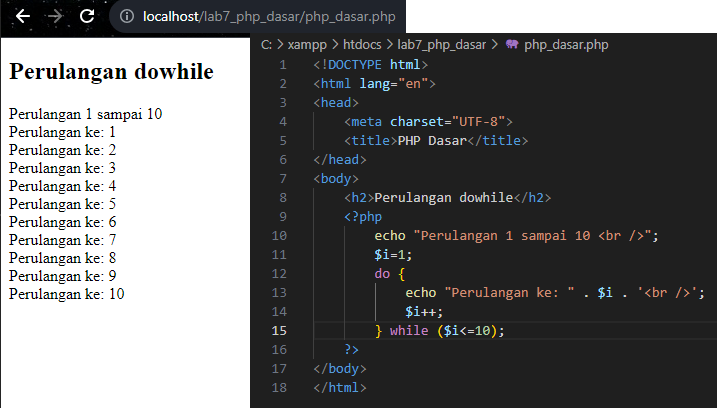 localhost/lab7_php_dasar/php_dasar.php
Perulangan dowhile
Perulangan 1 sampai 10
Perulangan ke: 1
Perulangan ke: 2
Perulangan ke: 3
Perulangan ke: 4
Perulangan ke: 5
Perulangan ke: 6
Perulangan ke: 7
Perulangan ke: 8
Perulangan ke: 9
Perulangan ke: 10
C: > xampp > htdocs > lab7_php_dasar > php_dasar.php
1 <!DOCTYPE html>
2 <html lang="en">
3 <head>
4     <meta charset="UTF-8">
5     <title>PHP Dasar</title>
6 </head>
7 <body>
8     <h2>Perulangan dowhile</h2>
9     <?php
10         echo "Perulangan 1 sampai 10 <br />";
11         $i=1;
12         do {
13             echo "Perulangan ke: " . $i . '<br />';
14             $i++;
15         } while ($i<=10);
16     ?>
17 </body>
18 </html>